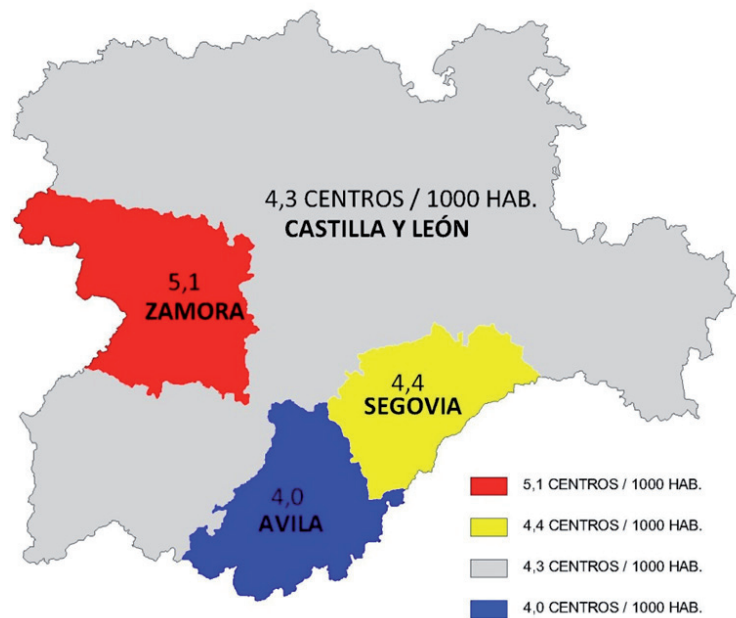 4,3 CENTROS / 1000 HAB.
CASTILLA Y LEÓN
5,1
ZAMORA
4,4
SEGOVIA
4,0
AVILA
5,1 CENTROS / 1000 HAB.
4,4 CENTROS / 1000 HAB.
4,3 CENTROS / 1000 HAB.
4,0 CENTROS / 1000 HAB.